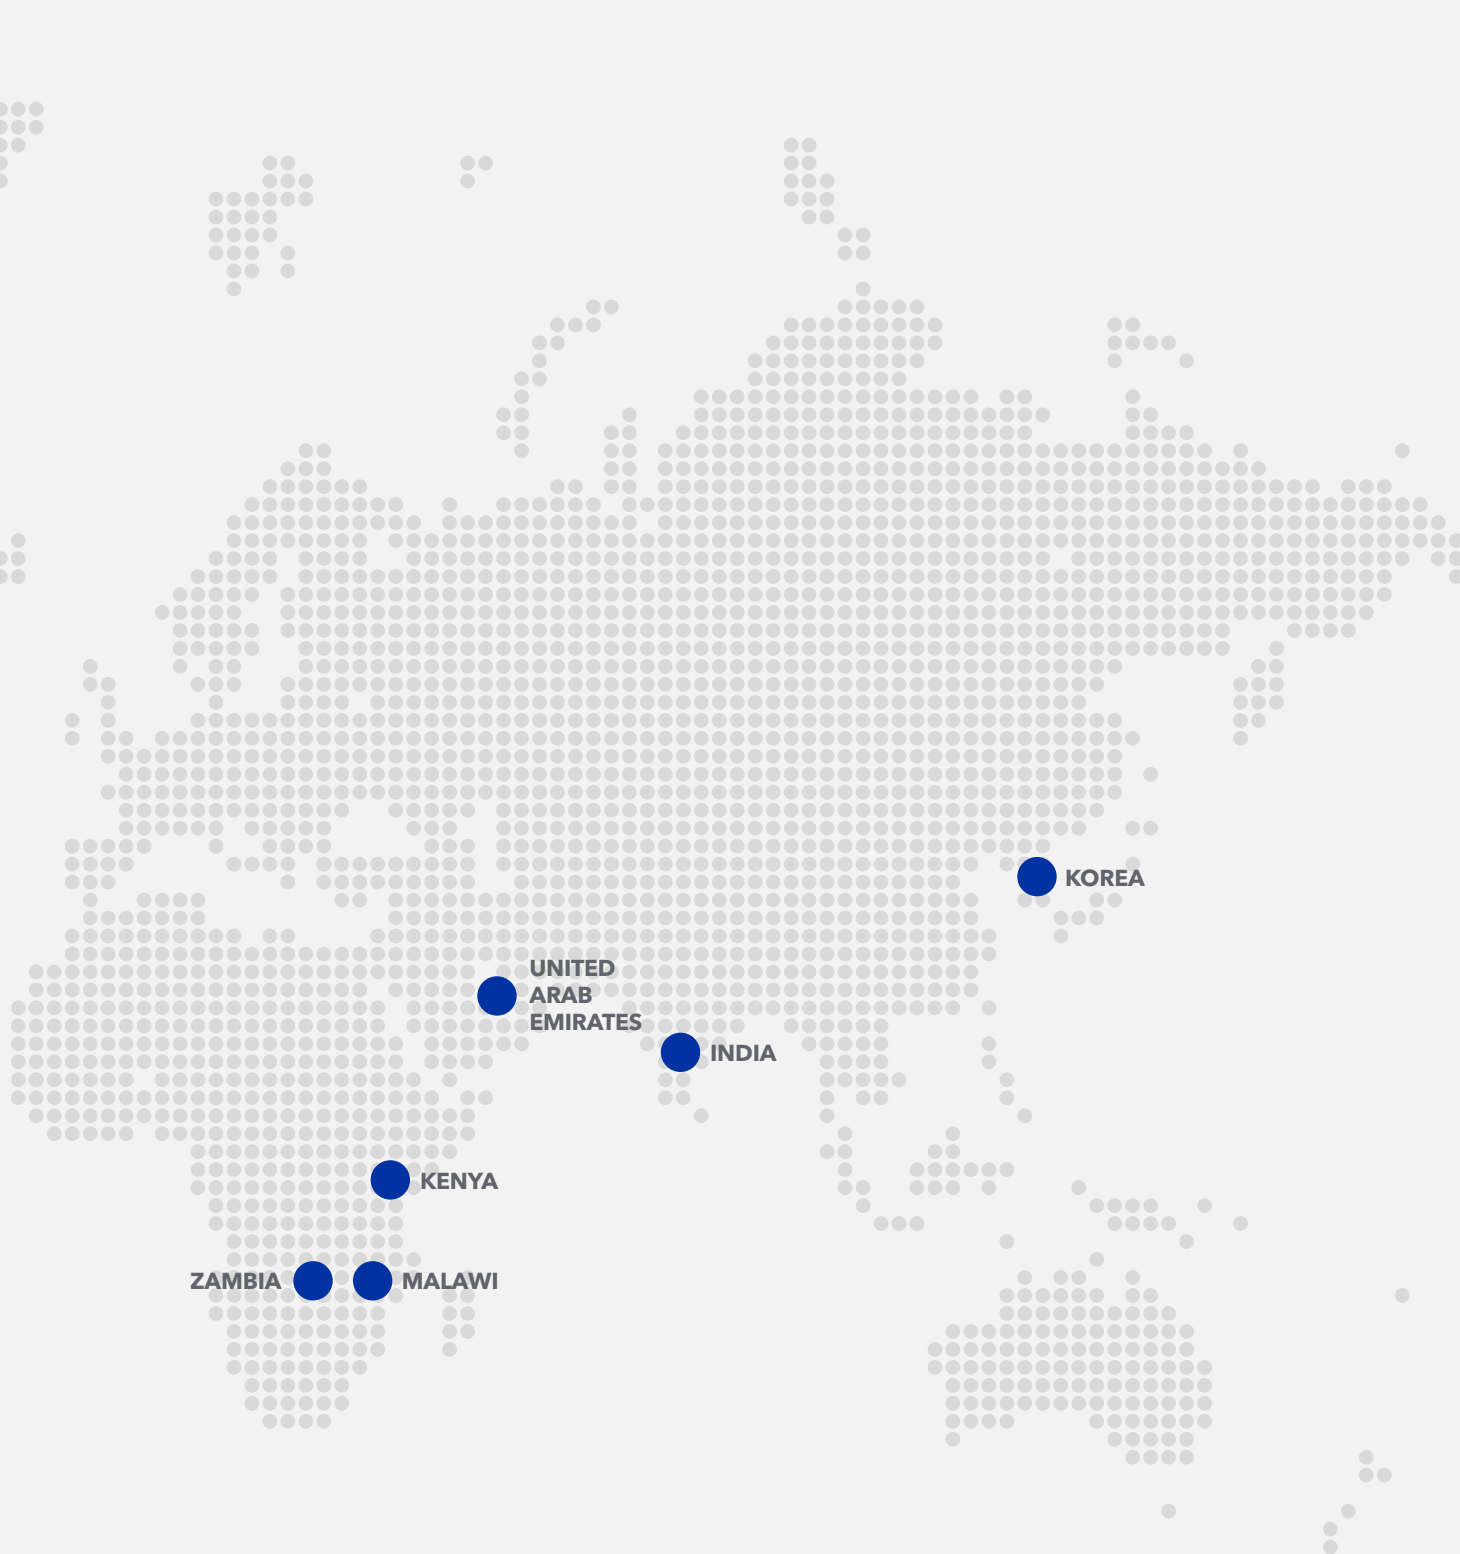 KOREA
UNITED
ARAB
EMIRATES
INDIA
KENYA
ZAMBIA
MALAWI